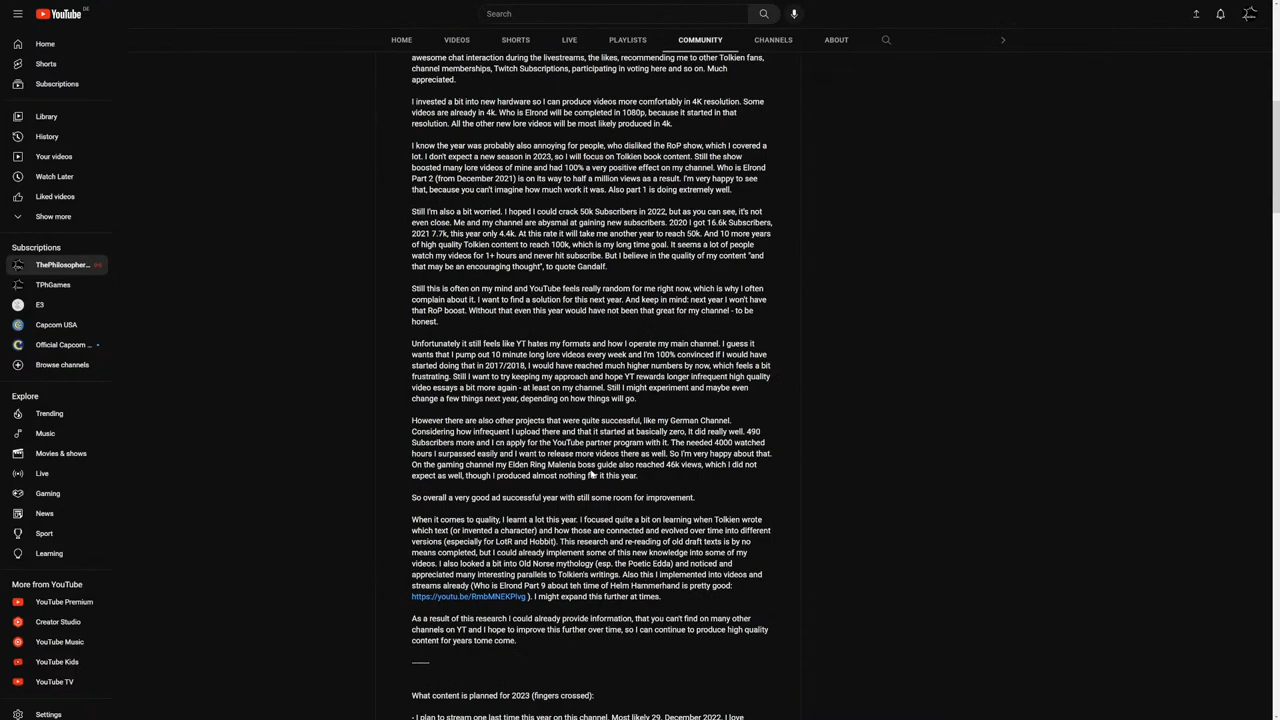 YouTube DE
Search
Home
Shorts
Subscriptions
Library
History
Your videos
Watch Later
Liked videos
Show more
Subscriptions
ThePhilosopher...
TPhGames
E3
Capcom USA
Official Capcom ...
Browse channels
Explore
Trending
Music
Movies & shows
Live
Gaming
News
Sport
Learning
More from YouTube
YouTube Premium
Creator Studio
YouTube Music
YouTube Kids
YouTube TV
Settings
HOME VIDEOS SHORTS LIVE PLAYLISTS COMMUNITY CHANNELS ABOUT
awesome chat interaction during the livestreams, the likes, recommending me to other Tolkien fans,
channel memberships, Twitch Subscriptions, participating in voting here and so on. Much
appreciated.
I invested a bit into new hardware so I can produce videos more comfortably in 4K resolution. Some
videos are already in 4k. Who is Elrond will be completed in 1080p, because it started in that
resolution. All the other new lore videos will be most likely produced in 4k.
I know the year was probably also annoying for people, who disliked the RoP show, which I covered a
lot. I don't expect a new season in 2023, so I will focus on Tolkien book content. Still the show
boosted many lore videos of mine and had 100% a very positive effect on my channel. Who is Elrond
Part 2 (from December 2021) is on its way to half a million views as a result. I'm very happy to see
that, because you can't imagine how much work it was. Also part 1 is doing extremely well.
Still I'm also a bit worried. I hoped I could crack 50k Subscribers in 2022, but as you can see, it's not
even close. Me and my channel are abysmal at gaining new subscribers. 2020 I got 16.6k Subscribers,
2021 7.7k, this year only 4.4k. At this rate it will take me another year to reach 50k. And 10 more years
of high quality Tolkien content to reach 100k, which is my long time goal. It seems a lot of people
watch my videos for 1+ hours and never hit subscribe. But I believe in the quality of my content "and
that may be an encouraging thought", to quote Gandalf.
Still this is often on my mind and YouTube feels really random for me right now, which is why I often
complain about it. I want to find a solution for this next year. And keep in mind: next year I won't have
that RoP boost. Without that even this year would have not been that great for my channel - to be
honest.
Unfortunately it still feels like YT hates my formats and how I operate my main channel. I guess it
wants that I pump out 10 minute long lore videos every week and I'm 100% convinced if I would have
started doing that in 2017/2018, I would have reached much higher numbers by now, which feels a bit
frustrating. Still I want to try keeping my approach and hope YT rewards longer infrequent high quality
video essays a bit more again - at least on my channel. Still I might experiment and maybe even
change a few things next year, depending on how things will go.
However there are also other projects that were quite successful, like my German Channel.
Considering how infrequent I upload there and that it started at basically zero, It did really well. 490
Subscribers more and I cn apply for the YouTube partner program with it. The needed 4000 watched
hours I surpassed easily and I want to release more videos there as well. So I'm very happy about that.
On the gaming channel my Elden Ring Malenia boss guide also reached 46k views, which I did not
expect as well, though I produced almost nothing for it this year.
So overall a very good ad successful year with still some room for improvement.
When it comes to quality, I learnt a lot this year. I focused quite a bit on learning when Tolkien wrote
which text (or invented a character) and how those are connected and evolved over time into different
versions (especially for LotR and Hobbit). This research and re-reading of old draft texts is by no
means completed, but I could already implement some of this new knowledge into some of my
videos. I also looked a bit into Old Norse mythology (esp. the Poetic Edda) and noticed and
appreciated many interesting parallels to Tolkien's writings. Also this I implemented into videos and
streams already (Who is Elrond Part 9 about teh time of Helm Hammerhand is pretty good:
https://youtu.be/RmbMNEKPlvg ). I might expand this further at times.
As a result of this research I could already provide information, that you can't find on many other
channels on YT and I hope to improve this further over time, so I can continue to produce high quality
content for years tome come.
____
What content is planned for 2023 (fingers crossed):
- I plan to stream one last time this year on this channel. Most likely 29. December 2022. I love